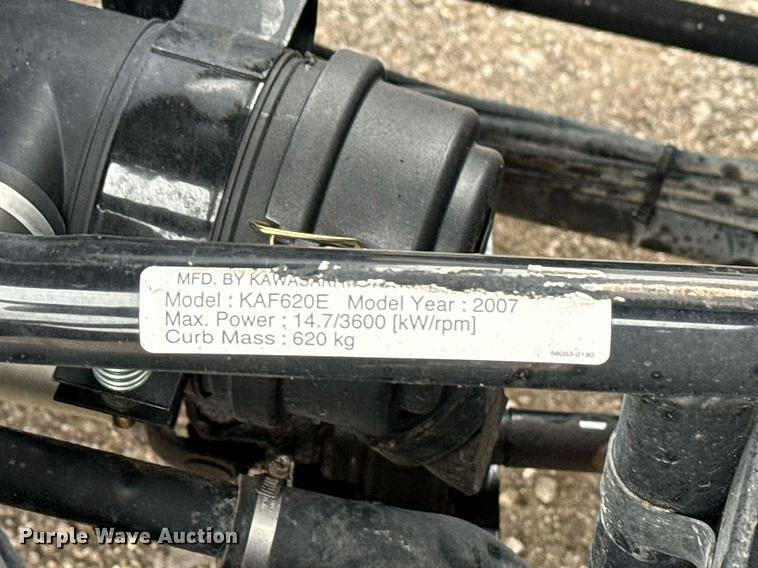 MFD. BY KAWASAKI
Model : KAF620E Model Year : 2007
Max. Power : 14.7/3600 [kW/rpm]
Curb Mass : 620 kg
56053-0190
Purple Wave Auction